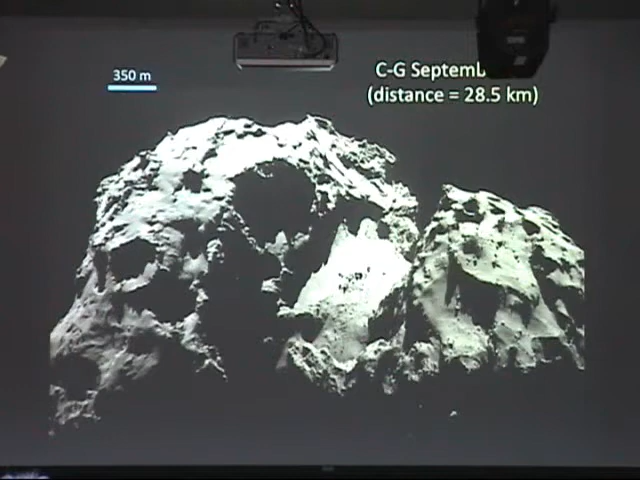 350 m
C-G Septemb
(distance = 28.5 km)